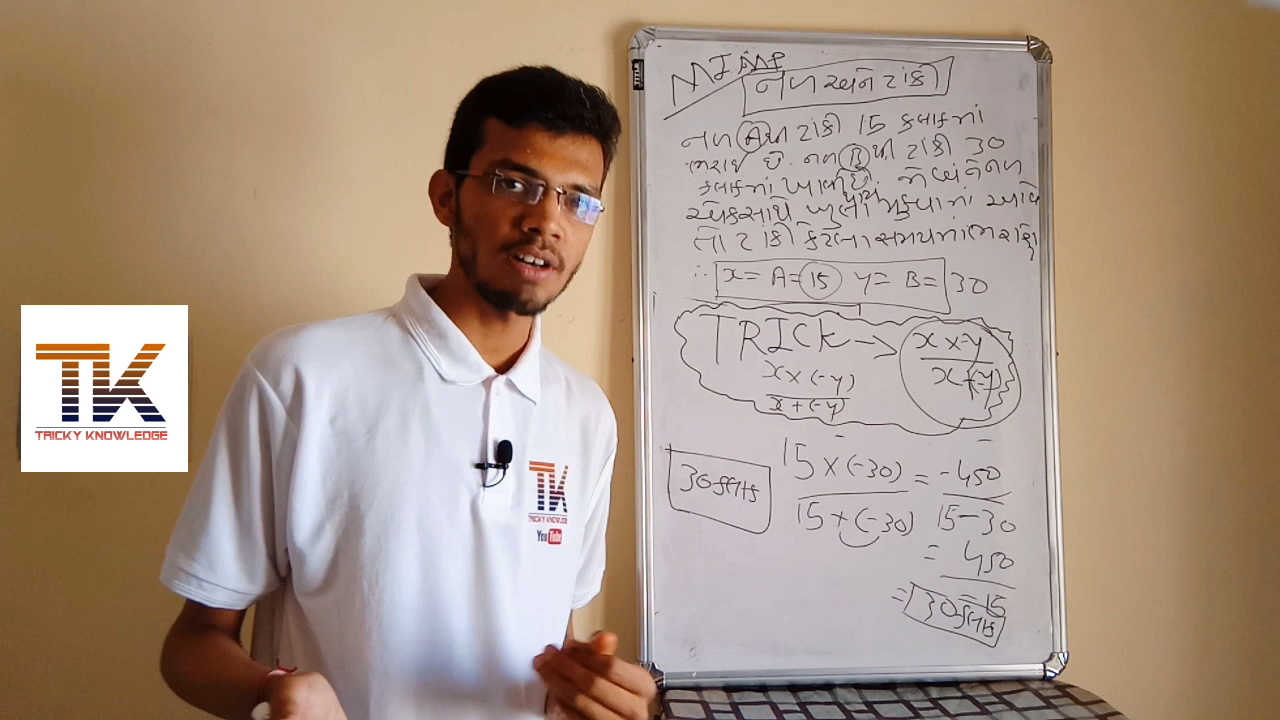 MIMP
નળ અને ટાંકી
નળ A થી ટાંકી 15 કલાકમાં
ભરાય છે. નળ B થી ટાંકી 30
કલાકમાં ખાલી થાય છે. જો બંને નળ
એકસાથે ખુલ્લા મુકવામાં આવે
તો ટાંકી કેટલા સમયમાં ભરાશે
∴ x = A = 15 y = B = 30
TRICK → x x -y
x + (-y)
x x (-y)
x + (-y)
15 x (-30) = -450
15 + (-30) 15 - 30
30 કલાક
= 450
= 15
= 30 કલાક
TK
TRICKY KNOWLEDGE
TK
TRICKY KNOWLEDGE
YouTube